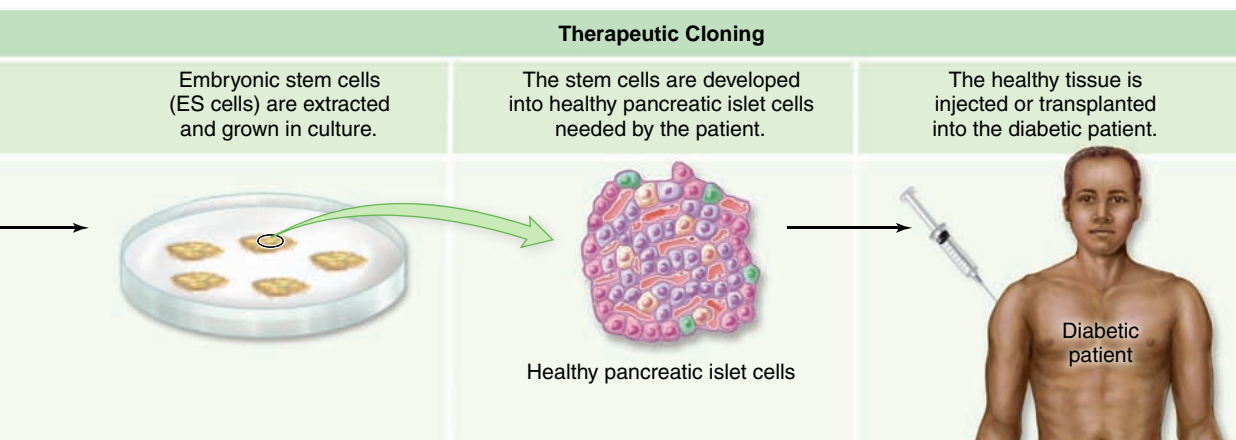 Therapeutic Cloning
Embryonic stem cells
(ES cells) are extracted
and grown in culture.
The stem cells are developed
into healthy pancreatic islet cells
needed by the patient.
The healthy tissue is
injected or transplanted
into the diabetic patient.
Healthy pancreatic islet cells
Diabetic
patient